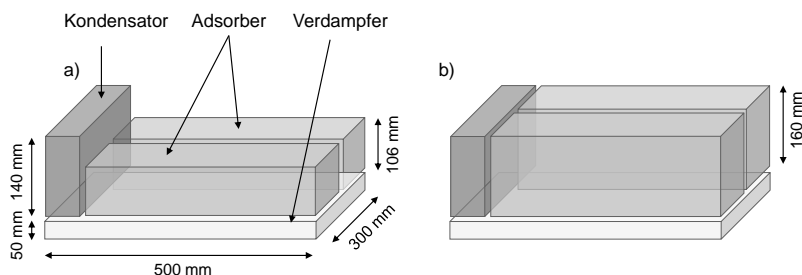 Kondensator Adsorber Verdampfer
a)
b)
140 mm
50 mm
106 mm
300 mm
500 mm
160 mm